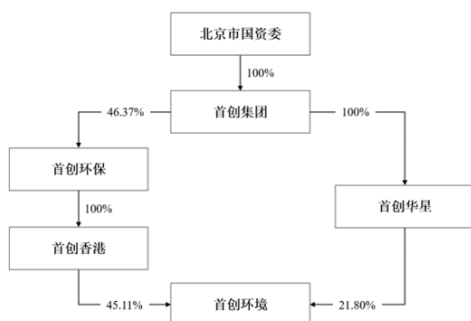 北京市国资委
100%
首创集团
46.37%
100%
首创环保
100%
首创华星
首创香港
首创环境
45.11%
21.80%